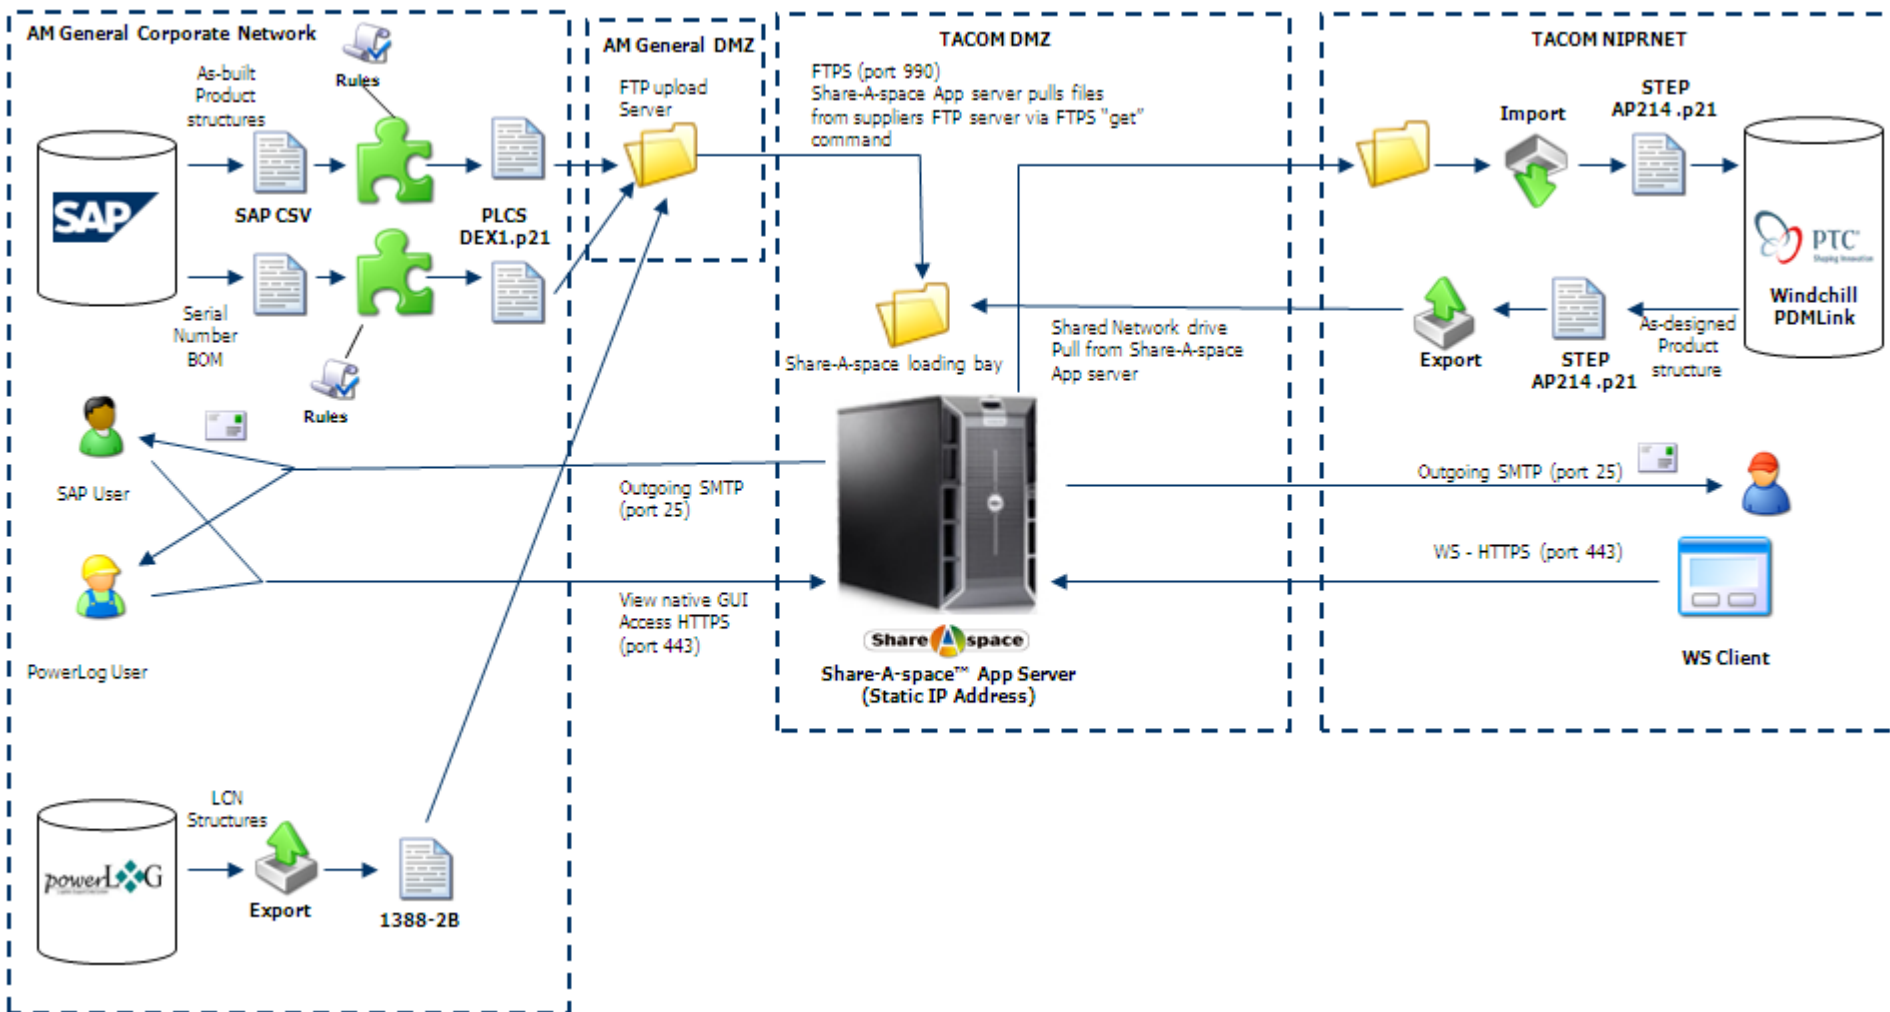 AM General Corporate Network
Rules
As-built
Product
structures
SAP
SAP CSV
PLCS
DEX1.p21
Serial
Number
BOM
Rules
SAP User
PowerLog User
LCN
Structures
powerLOG
Export
1388-2B
AM General DMZ
FTP upload
Server
Outgoing SMTP
(port 25)
View native GUI
Access HTTPS
(port 443)
TACOM DMZ
FTPS (port 990)
Share-A-space App server pulls files
from suppliers FTP server via FTPS "get"
command
Share-A-space loading bay
Shared Network drive
Pull from Share-A-space
App server
Share A space
Share-A-space™ App Server
(Static IP Address)
TACOM NIPRNET
Import
STEP
AP214 .p21
PTC
Shaping Innovation
Windchill
PDMLink
Export
STEP
AP214 .p21
As-designed
Product
structure
Outgoing SMTP (port 25)
WS - HTTPS (port 443)
WS Client